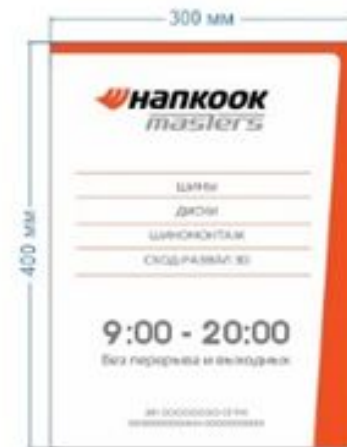 300 мм
400 мм
Hankook
masters
ШИНЫ
ДИСКИ
ШИНОМОНТАЖ
СХОД-РАЗВАЛ 3D
9:00 - 20:00
без перерыва и выходных